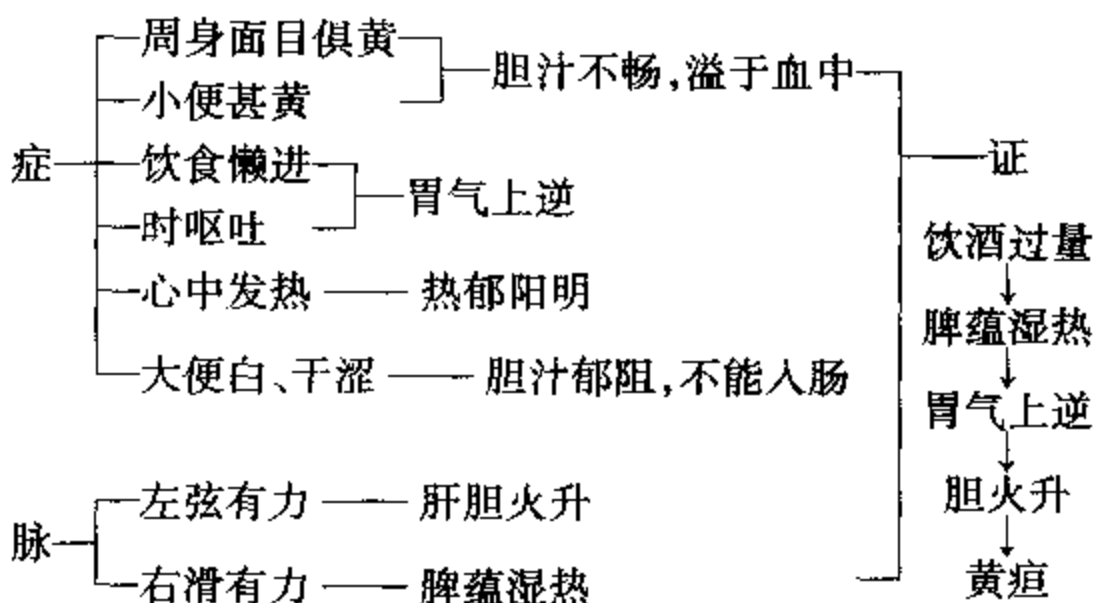 周身面目俱黄
小便甚黄
胆汁不畅,溢于血中
症
饮食懒进
时呕吐
胃气上逆
心中发热
热郁阳明
大便白、干涩
胆汁郁阻,不能入肠
脉
左弦有力
肝胆火升
右滑有力
脾蕴湿热
证
饮酒过量
脾蕴湿热
胃气上逆
胆火升
黄疸